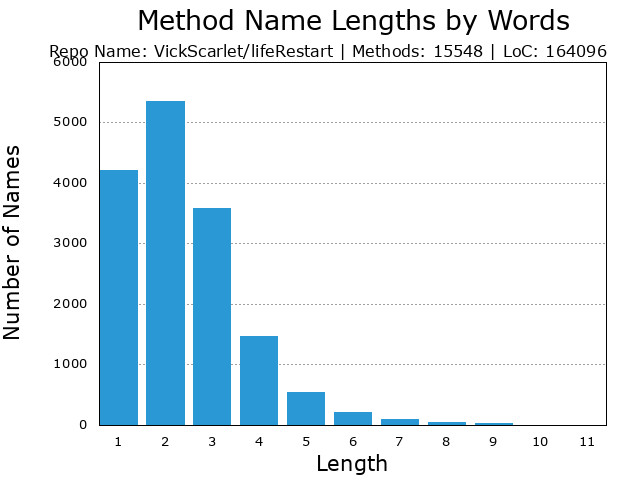 Method Name Lengths by Words
Repo Name: VickScarlet/lifeRestart | Methods: 15548 | LoC: 164096
Number of Names
6000
5000
4000
3000
2000
1000
0
1 2 3 4 5 6 7 8 9 10 11
Length